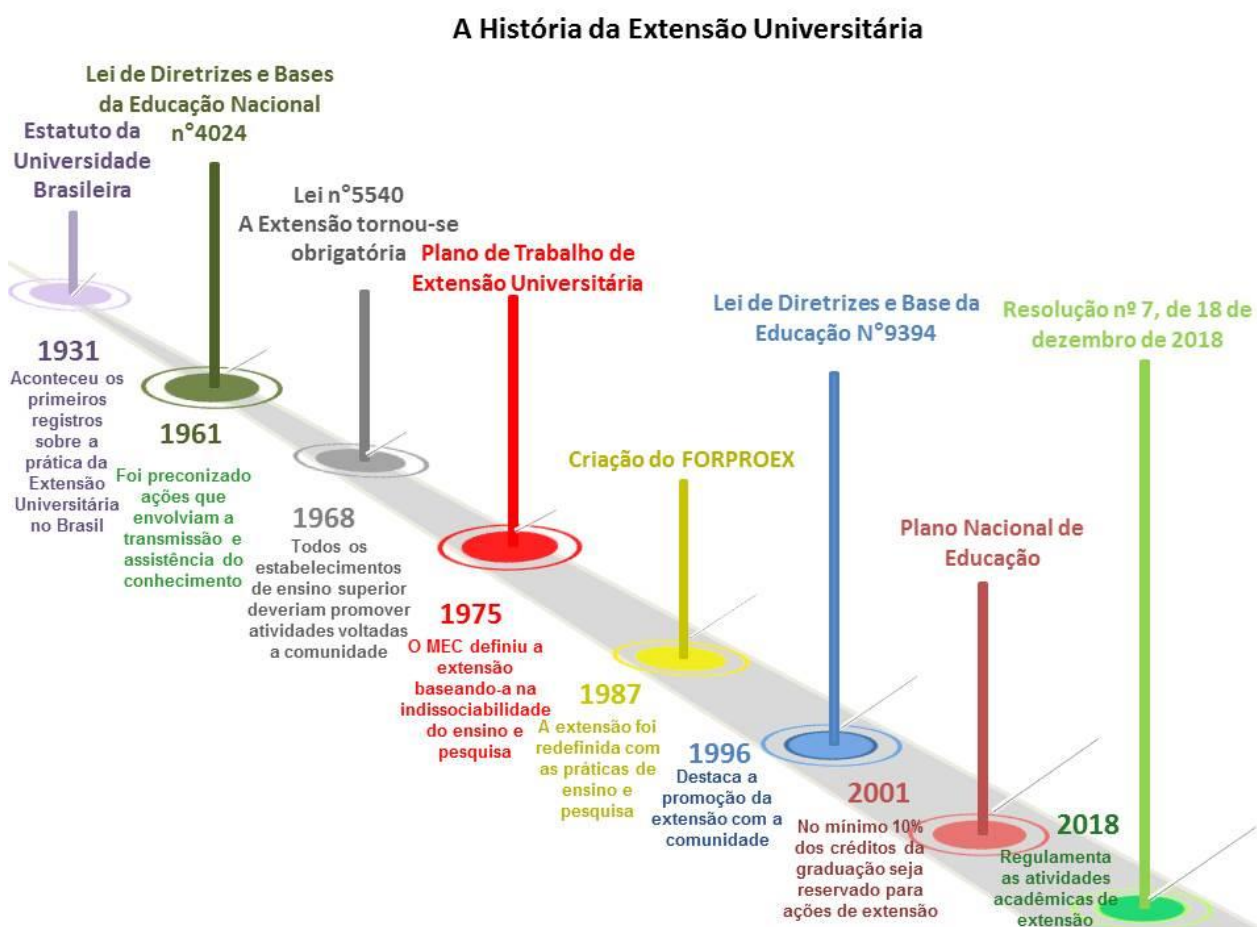 A História da Extensão Universitária
Estatuto da
Universidade
Brasileira
1931
Aconteceu os
primeiros
registros
sobre a
prática da
Extensão
Universitária
no Brasil
Lei de Diretrizes e Bases
da Educação Nacional
n°4024
1961
Foi preconizado
ações que
envolviam a
transmissão e
assistência do
conhecimento
Lei n°5540
A Extensão tornou-se
obrigatória
1968
Todos os
estabelecimentos
de ensino superior
deveriam promover
atividades voltadas
a comunidade
Plano de Trabalho de
Extensão Universitária
1975
O MEC definiu a
extensão
baseando-a na
indissociabilidade
do ensino e
pesquisa
Criação do FORPROEX
1987
A extensão foi
redefinida com
as práticas de
ensino e
pesquisa
Lei de Diretrizes e Base da
Educação N°9394
1996
Destaca a
promoção da
extensão com a
comunidade
Plano Nacional de
Educação
2001
No mínimo 10%
dos créditos da
graduação seja
reservado para
ações de extensão
Resolução nº 7, de 18 de
dezembro de 2018
2018
Regulamenta
as atividades
acadêmicas de
extensão